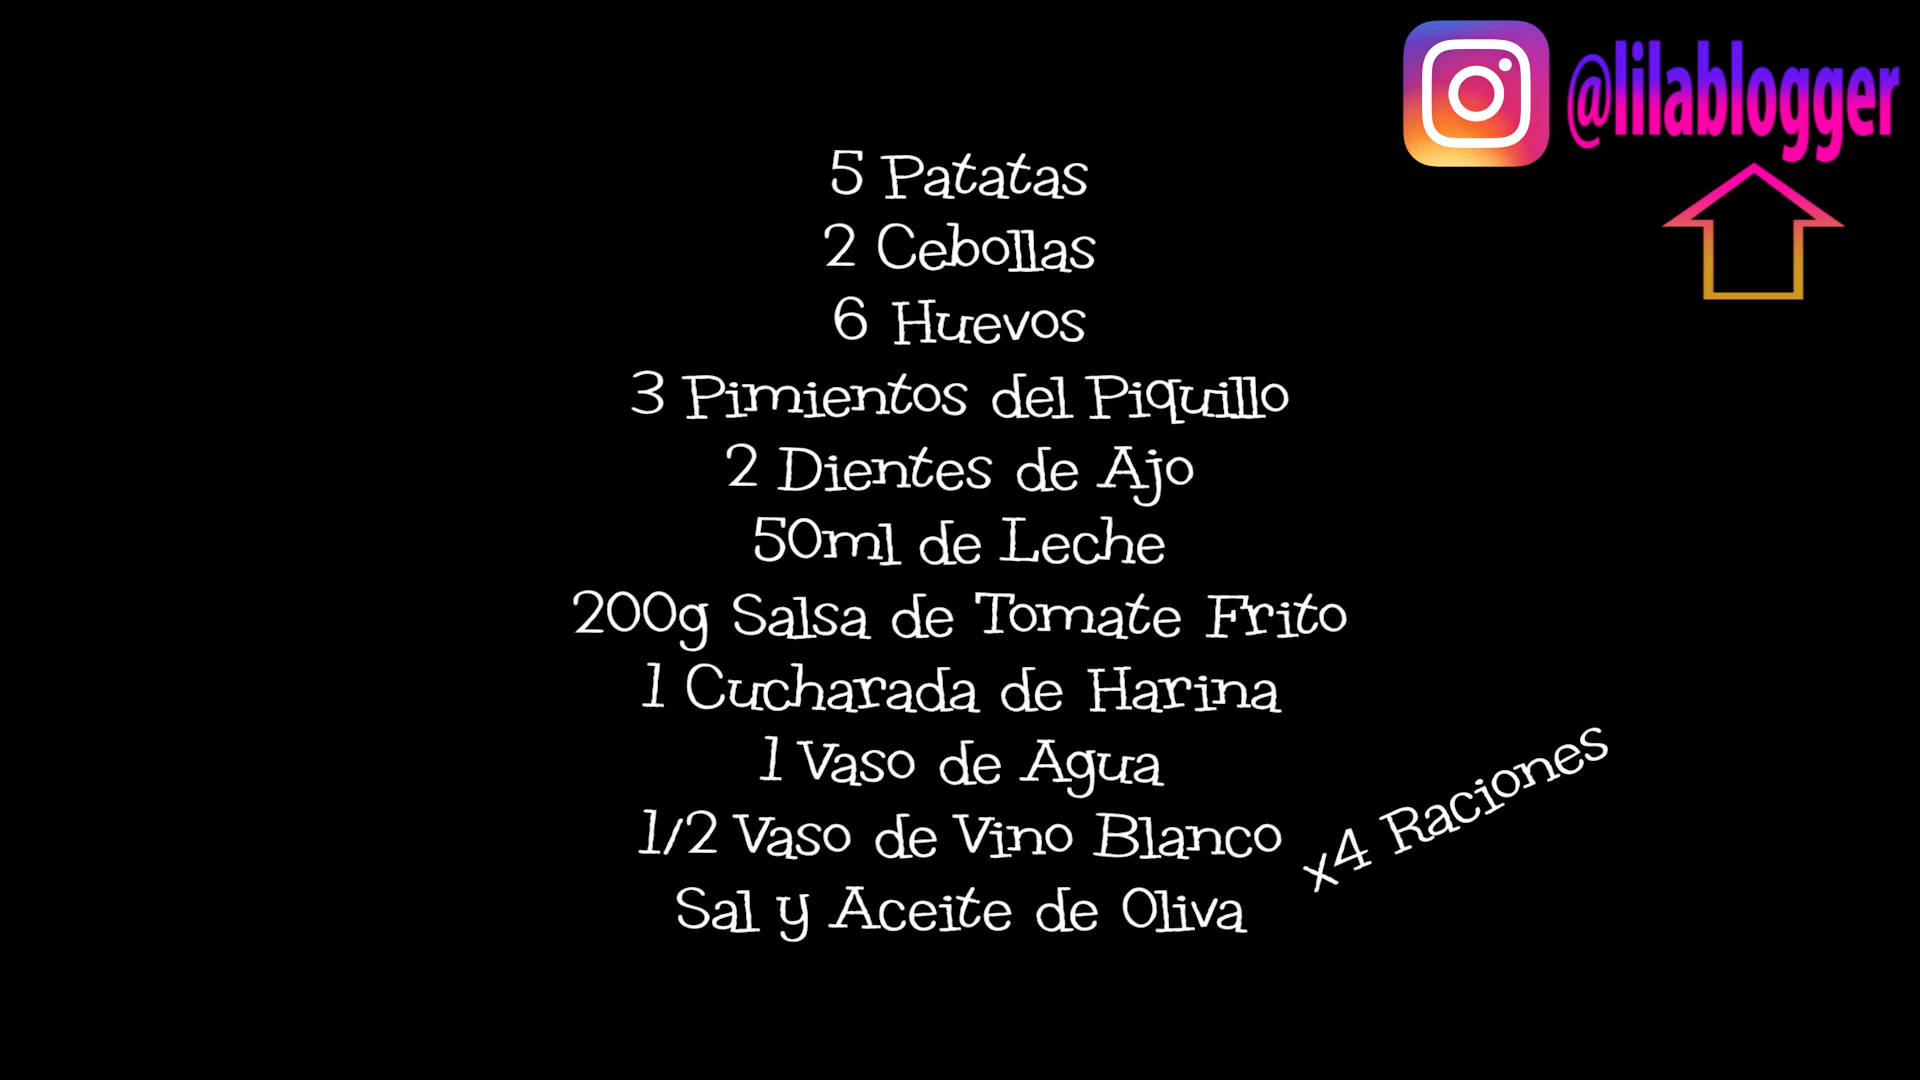 @lilablogger
5 Patatas
2 Cebollas
6 Huevos
3 Pimientos del Piquillo
2 Dientes de Ajo
50ml de Leche
200g Salsa de Tomate Frito
1 Cucharada de Harina
1 Vaso de Agua
1/2 Vaso de Vino Blanco
Sal y Aceite de Oliva
x4 Raciones